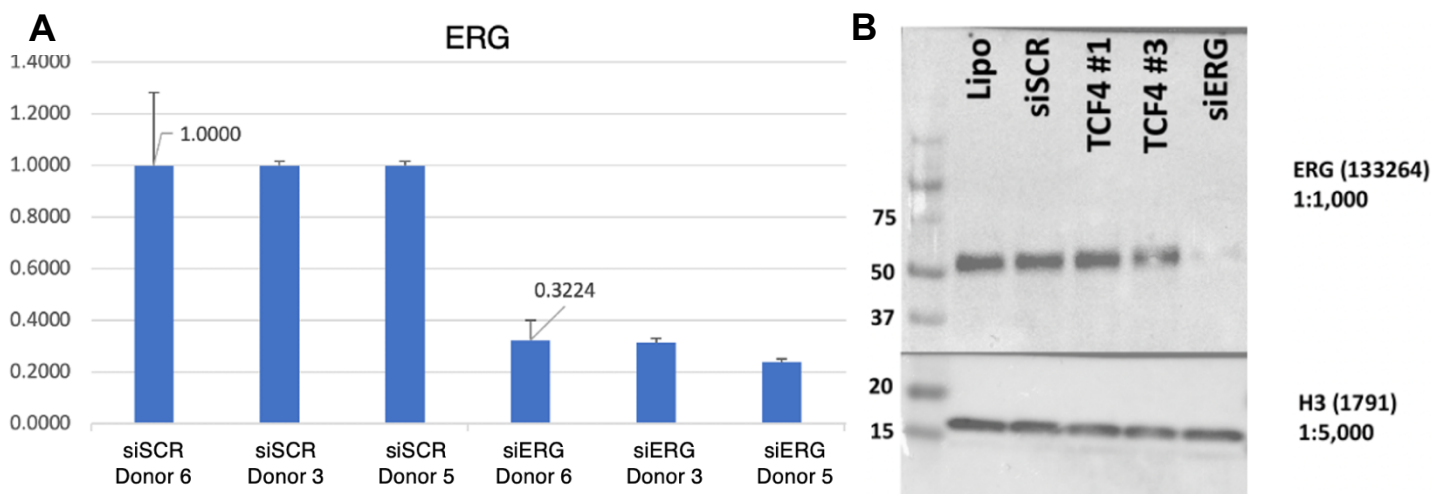 A
ERG
1.4000
1.2000
1.0000
0.8000
0.6000
0.4000
0.2000
0.0000
1.0000
0.3224
siSCR
Donor 6
siSCR
Donor 3
siSCR
Donor 5
siERG
Donor 6
siERG
Donor 3
siERG
Donor 5
B
Lipo
siSCR
TCF4 #1
TCF4 #3
siERG
75
50
37
20
15
ERG (133264)
1:1,000
H3 (1791)
1:5,000